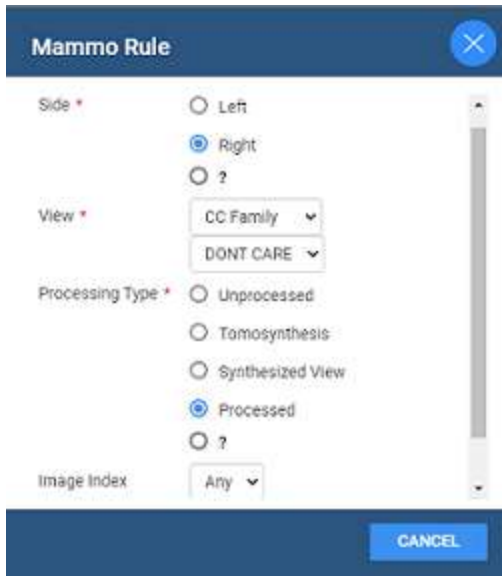 Mammo Rule
Side * Left
Right
?
View * CC Family
DONT CARE
Processing Type * Unprocessed
Tomosynthesis
Synthesized View
Processed
?
Image Index Any
CANCEL